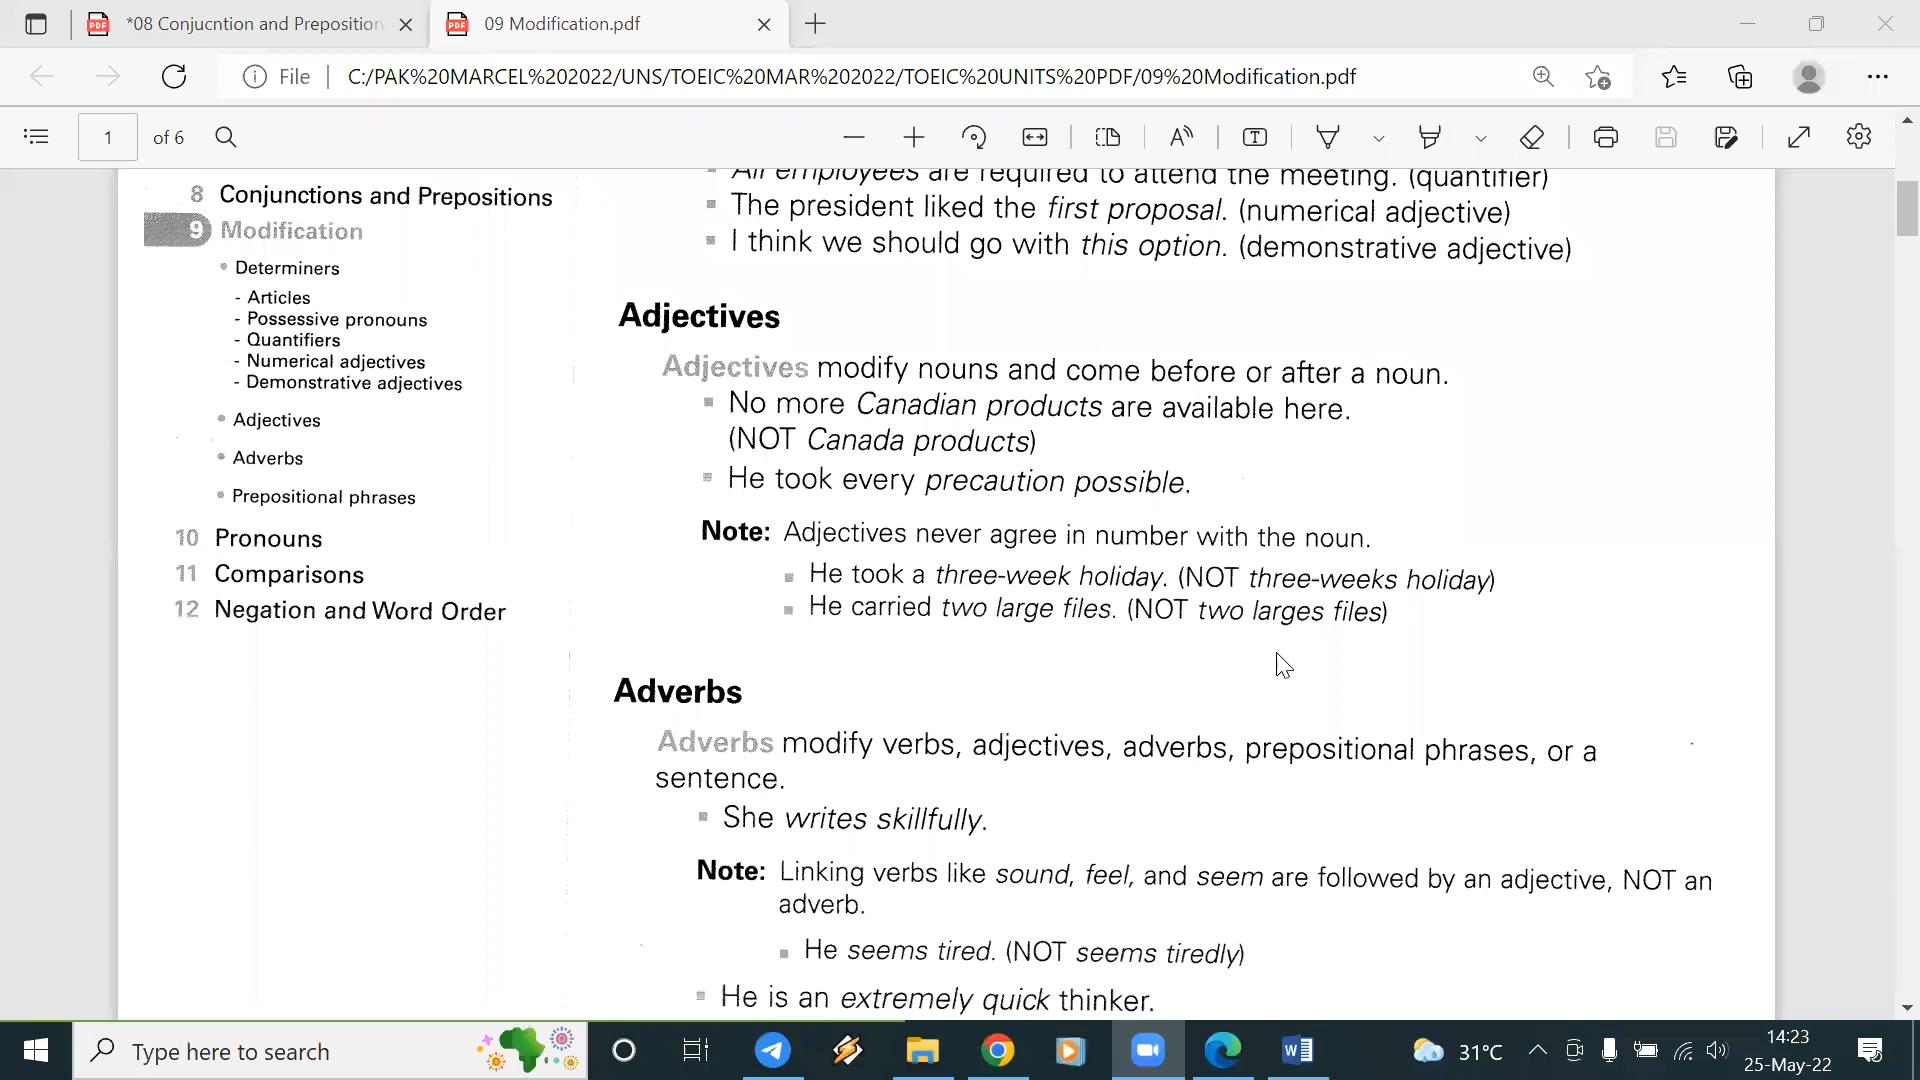 *08 Conjucntion and Preposition
09 Modification.pdf
File
C:/PAK%20MARCEL%202022/UNS/TOEIC%20MAR%202022/TOEIC%20UNITS%20PDF/09%20Modification.pdf
1 of 6
8 Conjunctions and Prepositions
9 Modification
Determiners
- Articles
- Possessive pronouns
- Quantifiers
- Numerical adjectives
- Demonstrative adjectives
Adjectives
Adverbs
Prepositional phrases
10 Pronouns
11 Comparisons
12 Negation and Word Order
All employees are required to attend the meeting. (quantifier)
The president liked the first proposal. (numerical adjective)
I think we should go with this option. (demonstrative adjective)
Adjectives
Adjectives modify nouns and come before or after a noun.
No more Canadian products are available here.
(NOT Canada products)
He took every precaution possible.
Note: Adjectives never agree in number with the noun.
He took a three-week holiday. (NOT three-weeks holiday)
He carried two large files. (NOT two larges files)
Adverbs
Adverbs modify verbs, adjectives, adverbs, prepositional phrases, or a
sentence.
She writes skillfully.
Note: Linking verbs like sound, feel, and seem are followed by an adjective, NOT an
adverb.
He seems tired. (NOT seems tiredly)
He is an extremely quick thinker.
Type here to search
31°C
14:23
25-May-22